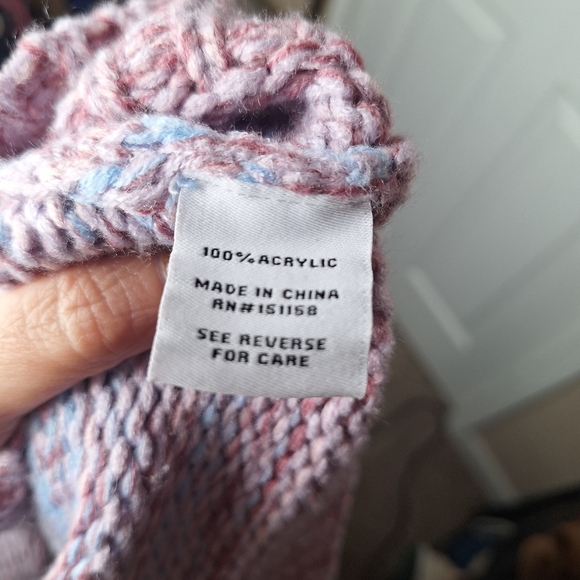 100% ACRYLIC
MADE IN CHINA
RN#151158
SEE REVERSE
FOR CARE